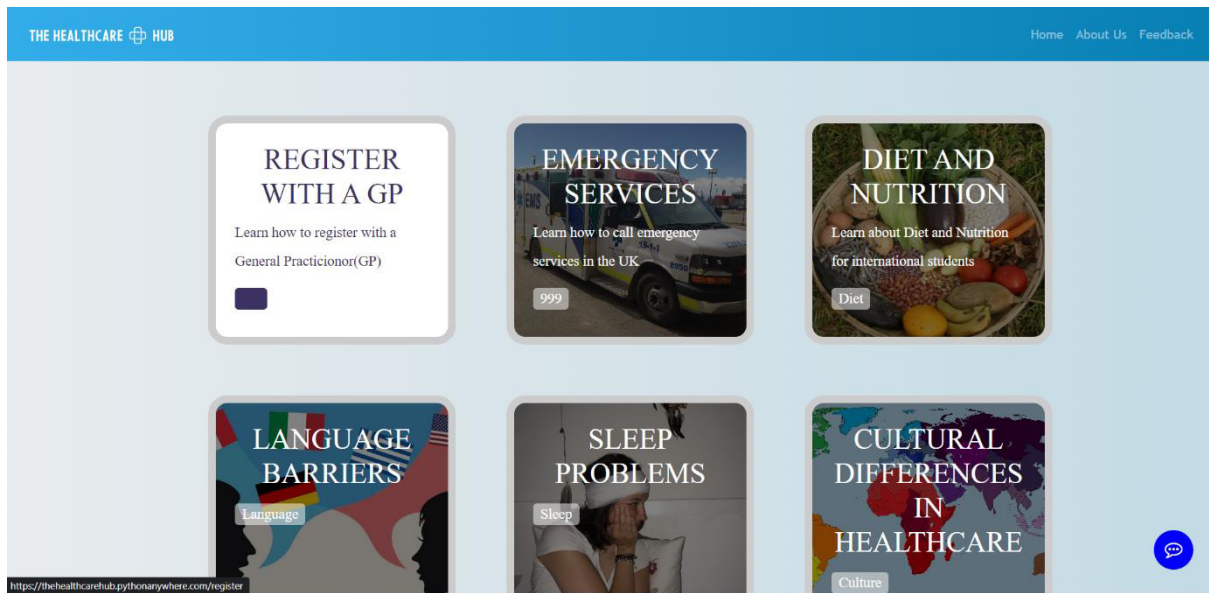 THE HEALTHCARE HUB
Home About Us Feedback
REGISTER
WITH A GP
Learn how to register with a
General Practicionor(GP)
EMERGENCY
SERVICES
Learn how to call emergency
services in the UK
999
EMS
DIET AND
NUTRITION
Learn about Diet and Nutrition
for international students
Diet
LANGUAGE
BARRIERS
Language
SLEEP
PROBLEMS
Sleep
CULTURAL
DIFFERENCES
IN
HEALTHCARE
Culture
https://thehealthcarehub.pythonanywhere.com/register